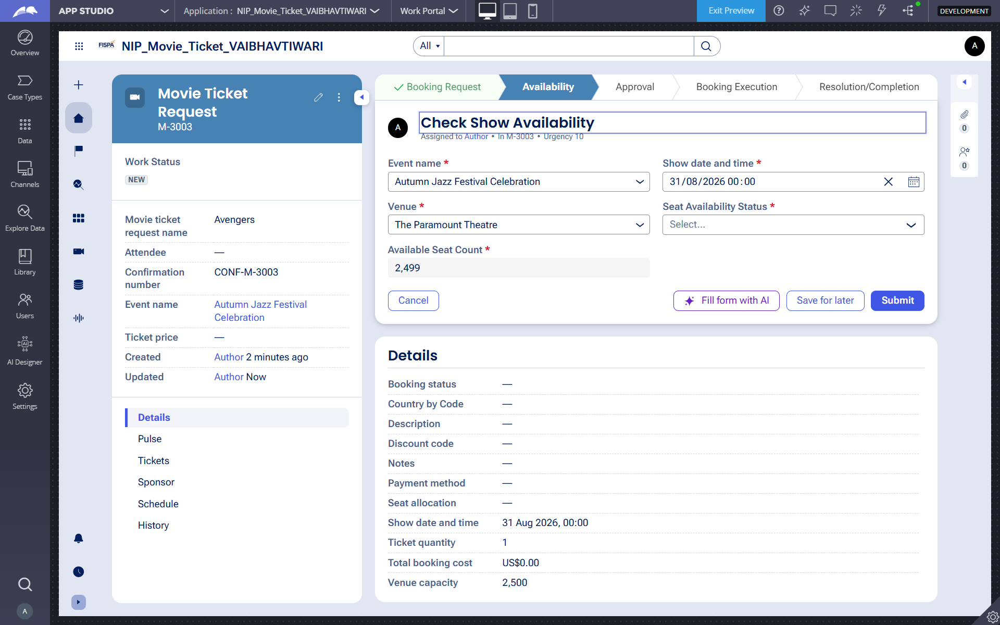 APP STUDIO
Application : NIP_Movie_Ticket_VAIBHAVTIWARI
Work Portal
Exit Preview
DEVELOPMENT
Overview
Case Types
Data
Channels
Explore Data
Library
Users
AI
AI Designer
Settings
A
FISPA
NIP_Movie_Ticket_VAIBHAVTIWARI
All
A
Movie Ticket
Request
M-3003
Work Status
NEW
Movie ticket
request name
Avengers
Attendee
—
Confirmation
number
CONF-M-3003
Event name
Autumn Jazz Festival
Celebration
Ticket price
—
Created
Author 2 minutes ago
Updated
Author Now
Details
Pulse
Tickets
Sponsor
Schedule
History
Booking Request
Availability
Approval
Booking Execution
Resolution/Completion
A
Check Show Availability
Assigned to Author • In M-3003 • Urgency 10
Event name *
Autumn Jazz Festival Celebration
Show date and time *
31/08/2026 00:00
Venue *
The Paramount Theatre
Seat Availability Status *
Select...
Available Seat Count *
2,499
Cancel
Fill form with AI
Save for later
Submit
0
0
Details
Booking status —
Country by Code —
Description —
Discount code —
Notes —
Payment method —
Seat allocation —
Show date and time 31 Aug 2026, 00:00
Ticket quantity 1
Total booking cost US$0.00
Venue capacity 2,500